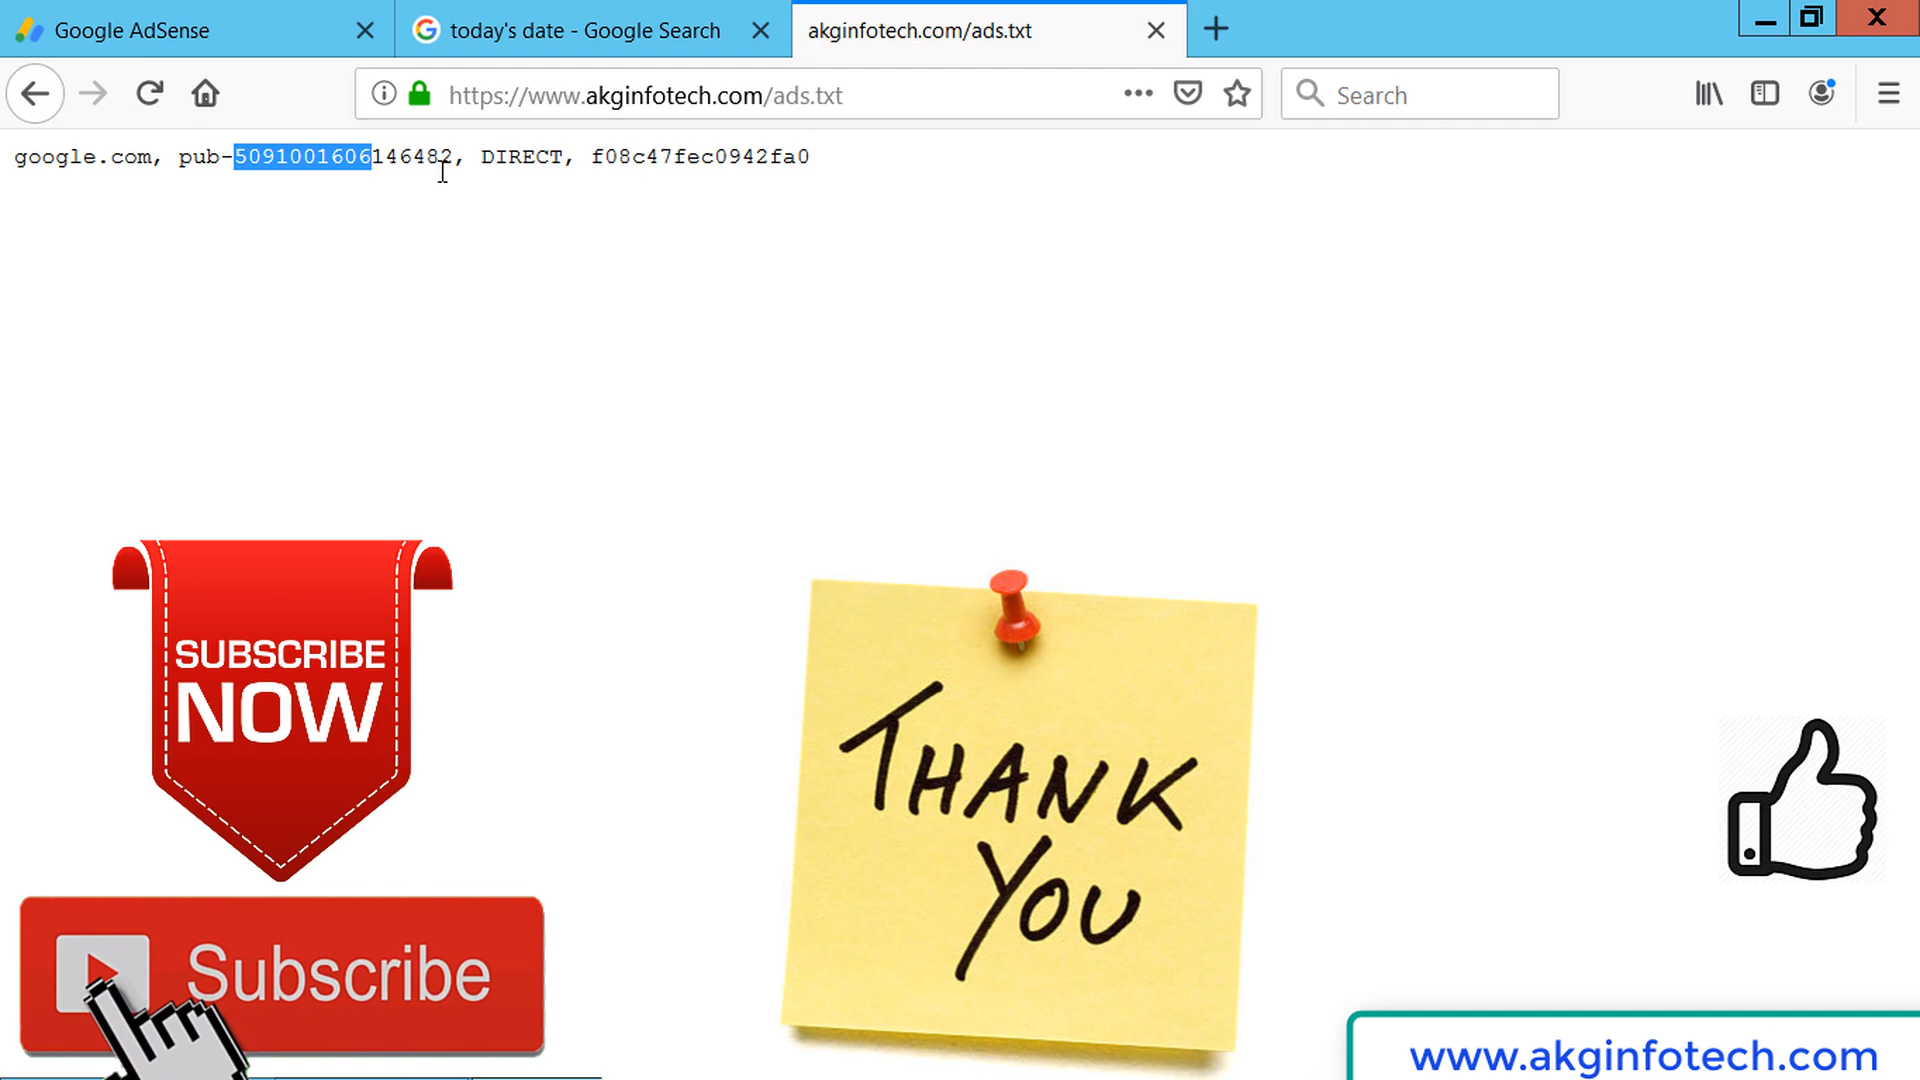 Google AdSense
today's date - Google Search
akginfotech.com/ads.txt
https://www.akginfotech.com/ads.txt
Search
google.com, pub-5091001606146482, DIRECT, f08c47fec0942fa0
SUBSCRIBE
NOW
THANK
YOU
Subscribe
www.akginfotech.com